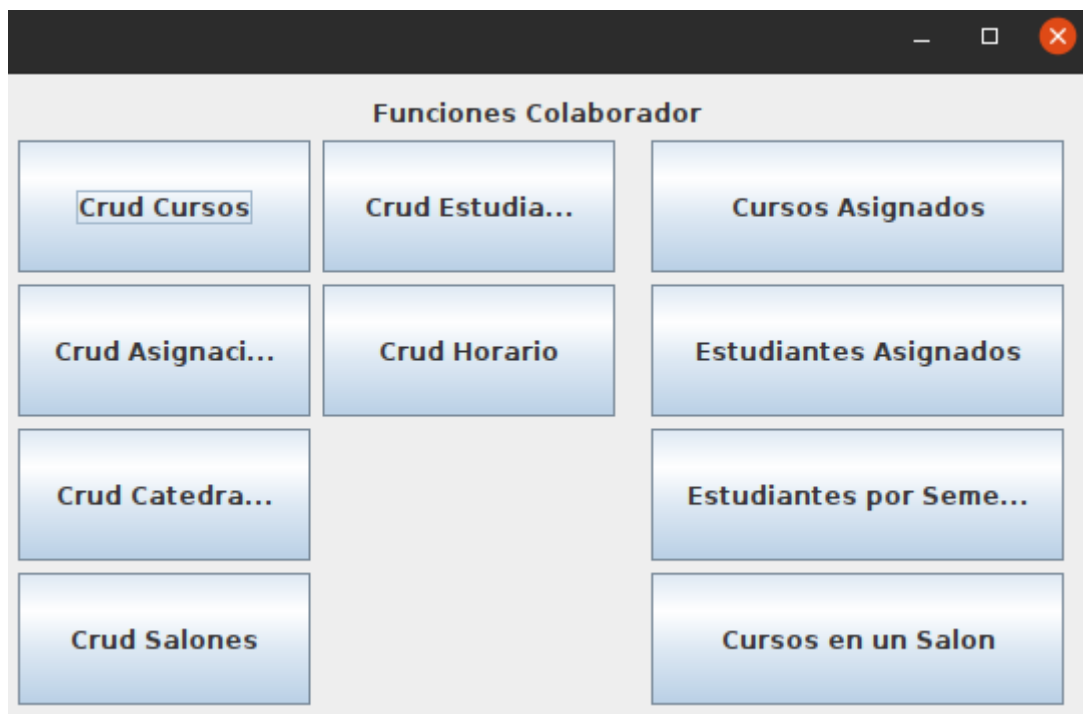 Funciones Colaborador
Crud Cursos
Crud Estudia...
Cursos Asignados
Crud Asignaci...
Crud Horario
Estudiantes Asignados
Crud Catedra...
Estudiantes por Seme...
Crud Salones
Cursos en un Salon